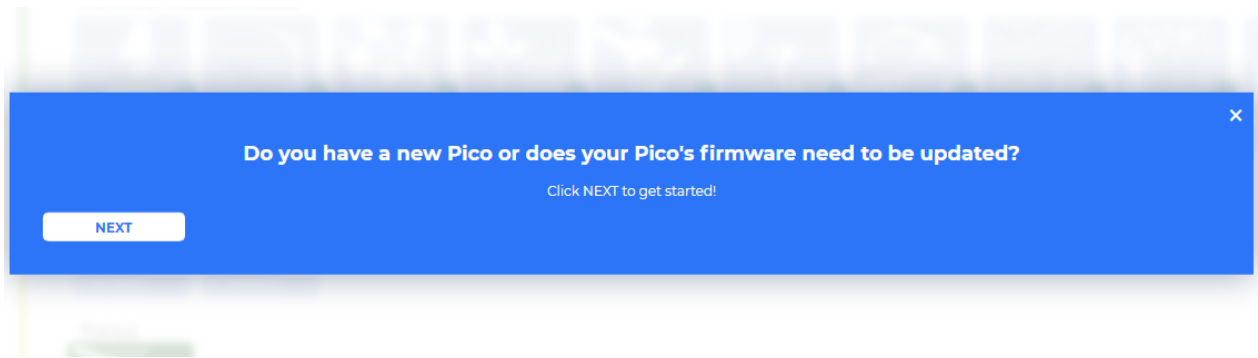 Do you have a new Pico or does your Pico's firmware need to be updated?
Click NEXT to get started!
NEXT